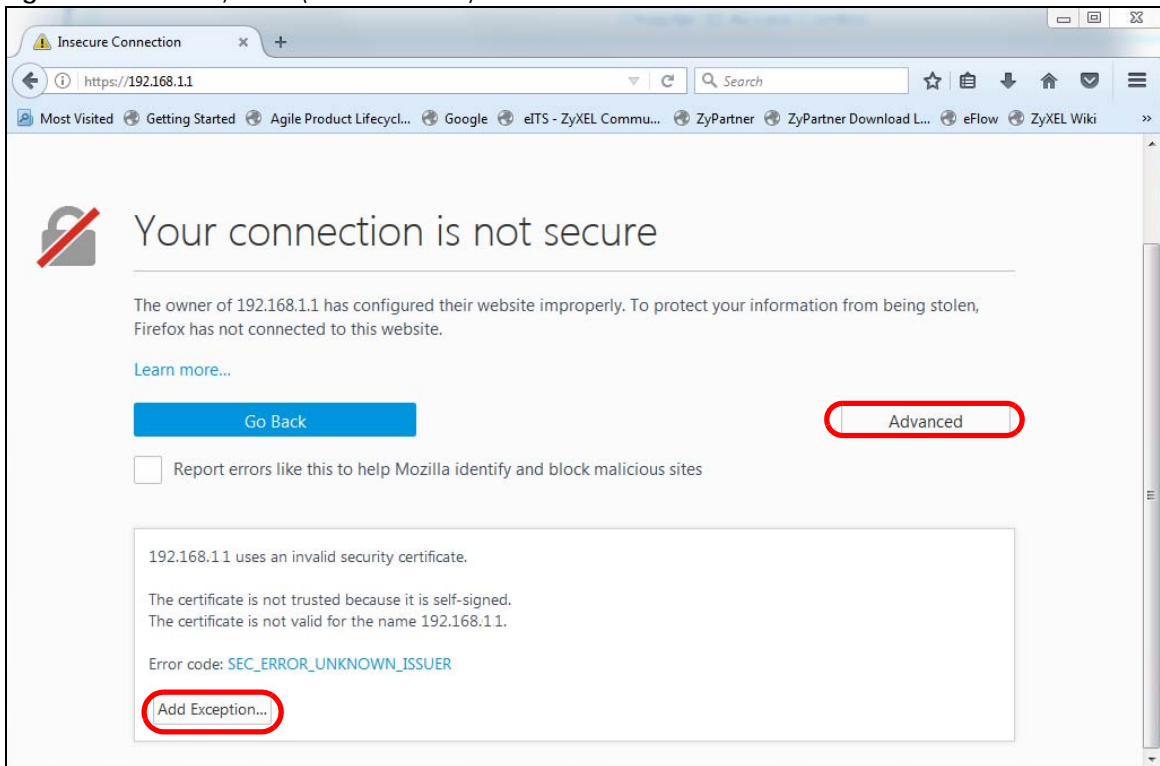 Insecure Connection
https://192.168.1.1
Search
Most Visited Getting Started Agile Product Lifecycl... Google eITS - ZyXEL Commu... ZyPartner ZyPartner Download L... eFlow ZyXEL Wiki
Your connection is not secure
The owner of 192.168.1.1 has configured their website improperly. To protect your information from being stolen,
Firefox has not connected to this website.
Learn more...
Go Back
Advanced
Report errors like this to help Mozilla identify and block malicious sites
192.168.1.1 uses an invalid security certificate.
The certificate is not trusted because it is self-signed.
The certificate is not valid for the name 192.168.1.1.
Error code: SEC_ERROR_UNKNOWN_ISSUER
Add Exception...